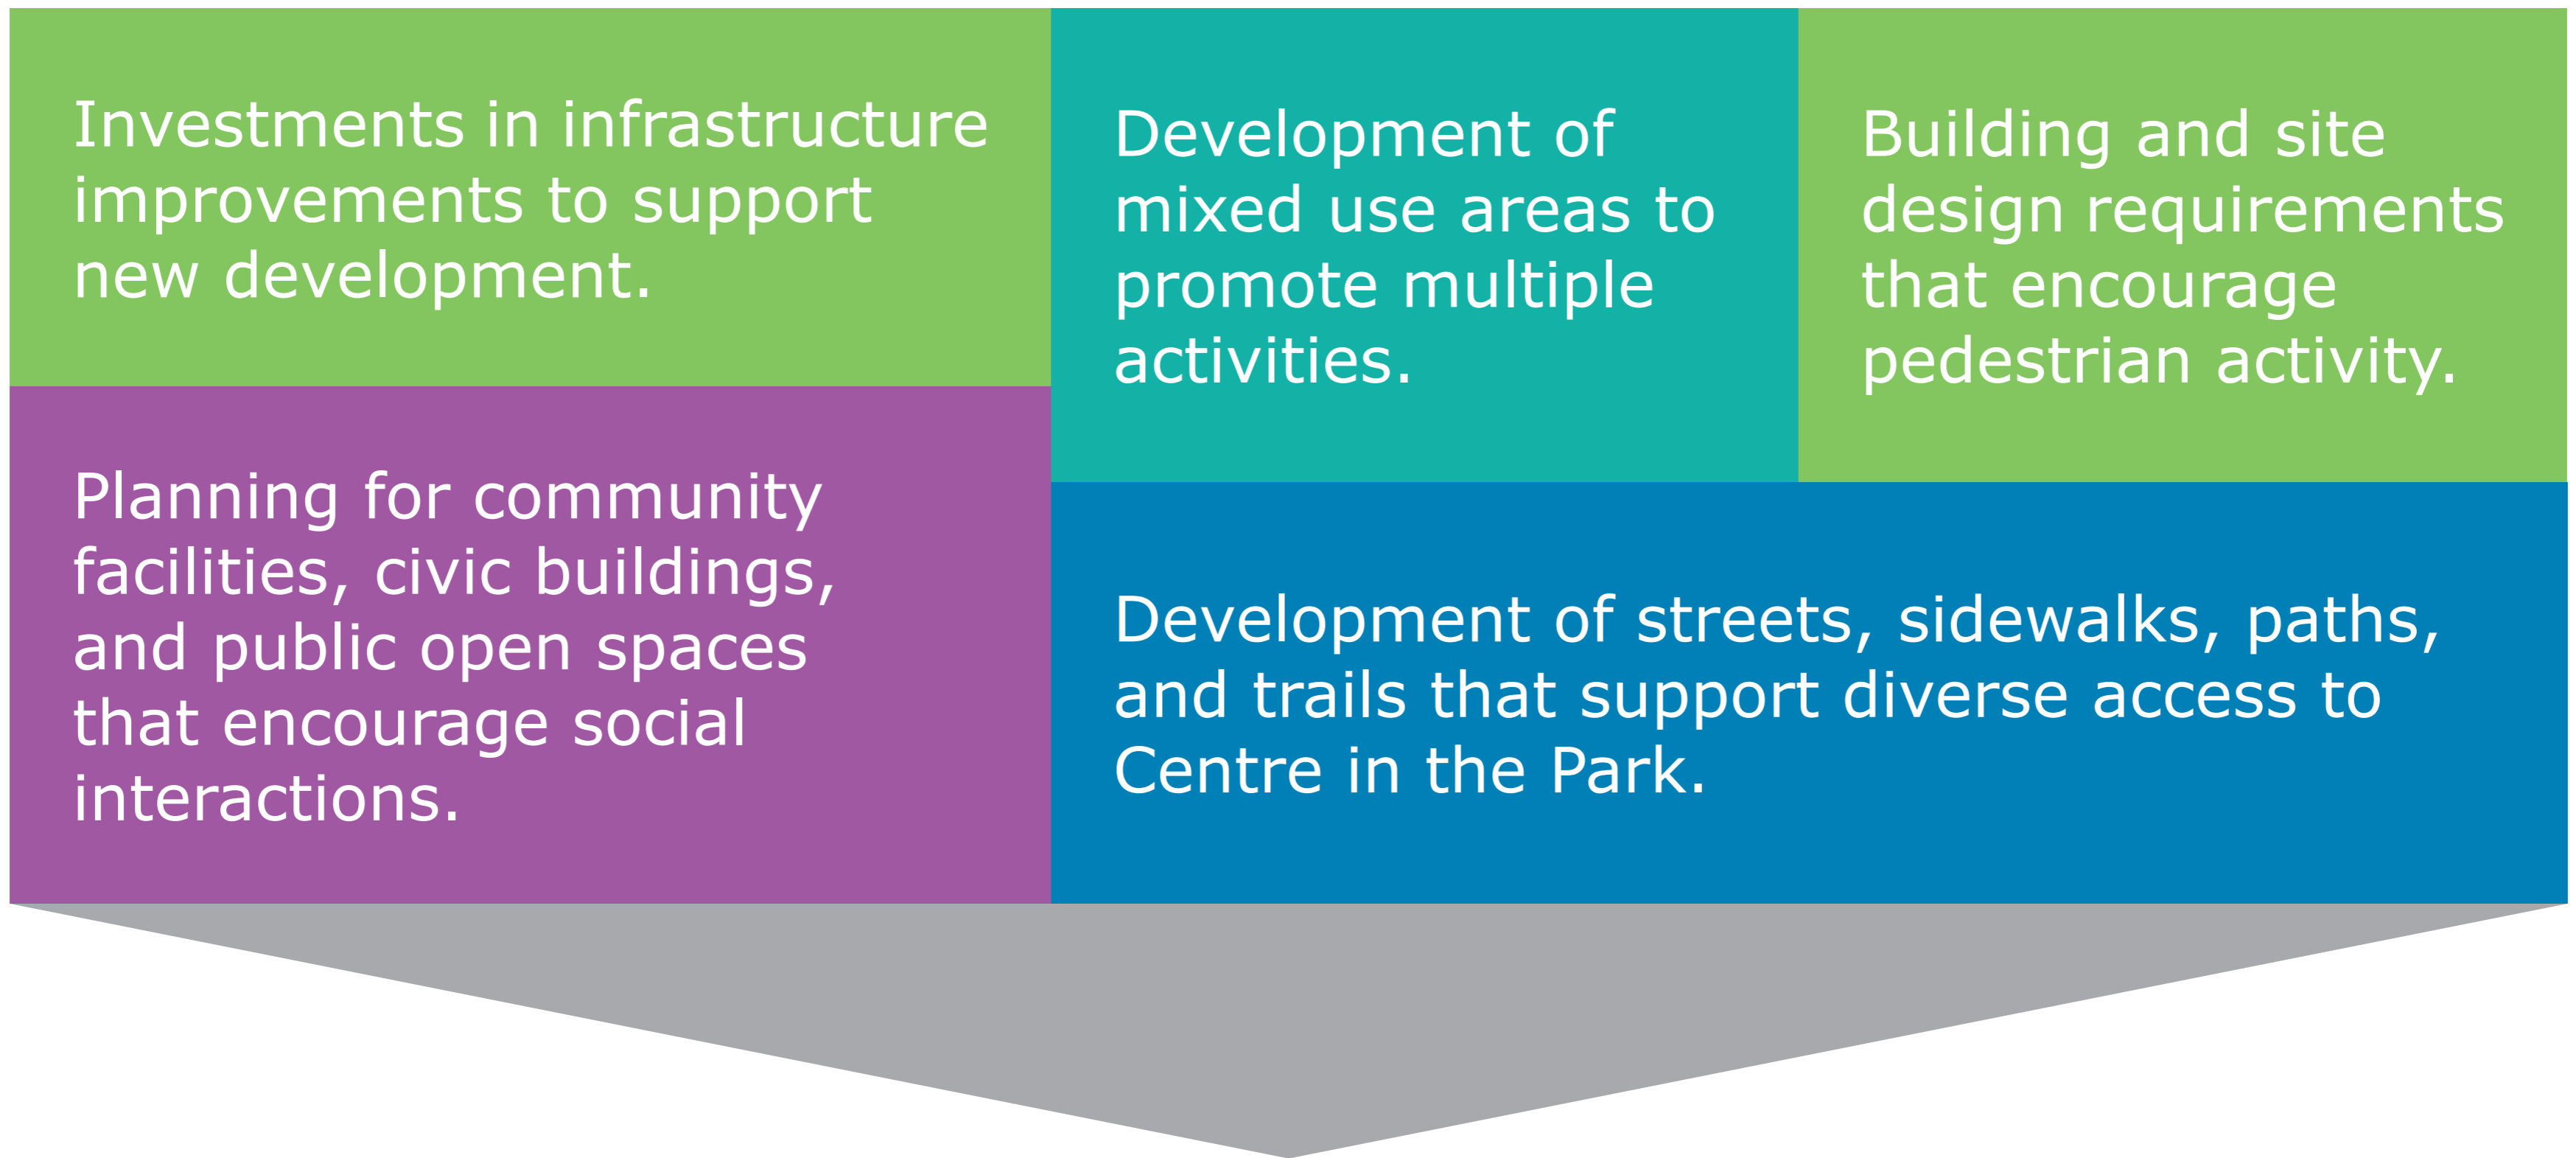 Investments in infrastructure
improvements to support
new development.
Development of
mixed use areas to
promote multiple
activities.
Building and site
design requirements
that encourage
pedestrian activity.
Planning for community
facilities, civic buildings,
and public open spaces
that encourage social
interactions.
Development of streets, sidewalks, paths,
and trails that support diverse access to
Centre in the Park.